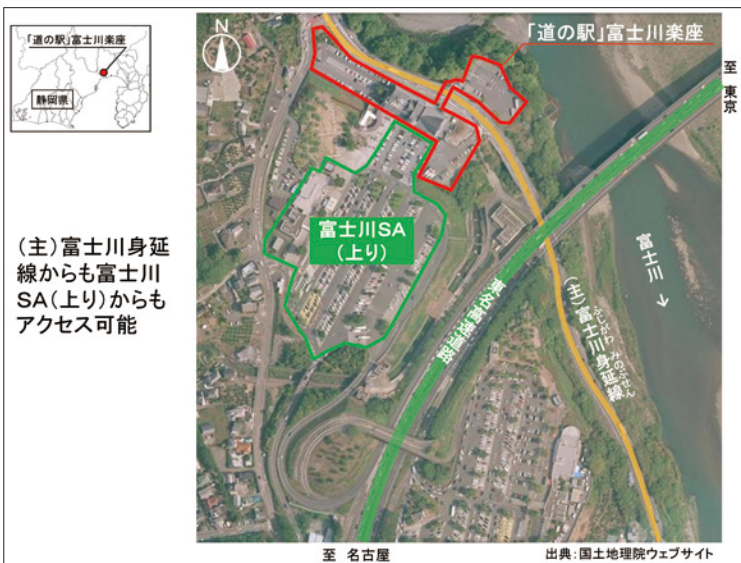 「道の駅」富士川楽座
静岡県
(主)富士川身延
線からも富士川
SA(上り)からも
アクセス可能
N
「道の駅」富士川楽座
至 東京
富士川SA
(上り)
東名高速道路
富士川
ふじがわ みのぶせん
(主)富士川身延線
至 名古屋
出典:国土地理院ウェブサイト